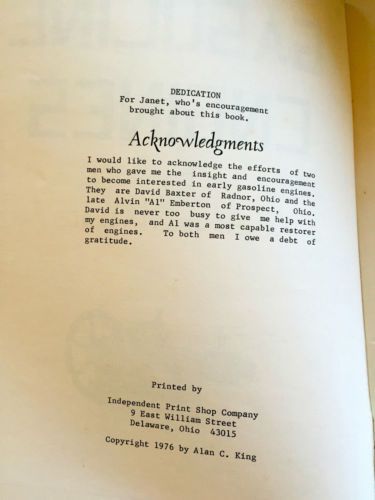 DEDICATION
For Janet, who's encouragement
brought about this book.
Acknowledgments
I would like to acknowledge the efforts of two
men who gave me the insight and encouragement
to become interested in early gasoline engines.
They are David Baxter of Radnor, Ohio and the
late Alvin "Al" Emberton of Prospect, Ohio.
David is never too busy to give me help with
my engines, and Al was a most capable restorer
of engines. To both men I owe a debt of
gratitude.
Printed by
Independent Print Shop Company
9 East William Street
Delaware, Ohio 43015
Copyright 1976 by Alan C. King